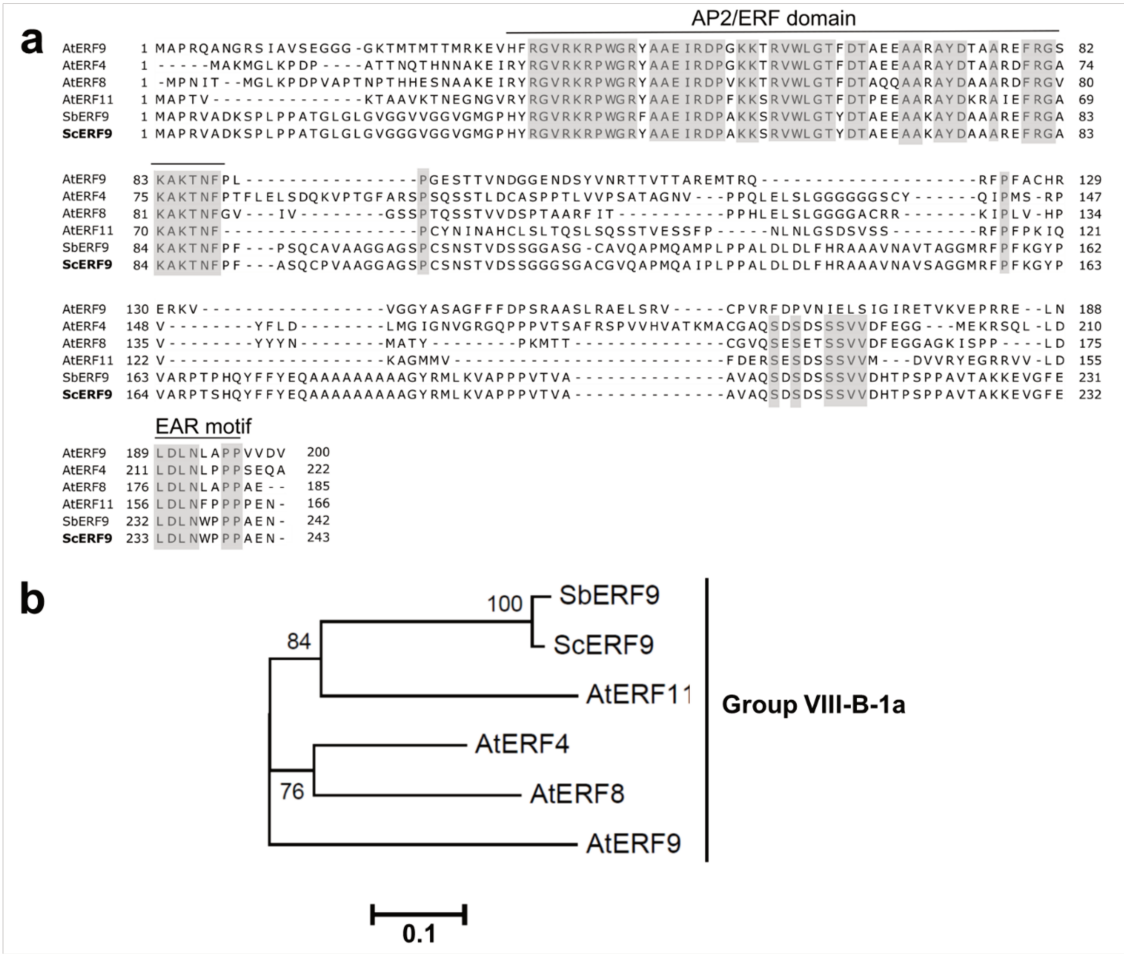 a
AP2/ERF domain
AtERF9 1 MAPRQANGRSIAVSEGGG-GKTMTMTTMRKEVHFRGVRKRPWGRYAAEIRDPGKKTRVWLGTFDTAEEAARAYDTAAREFRGS 82
AtERF4 1 -----MAKMGLKPDP----ATTNQTHNNAKEIRYRGVRKRPWGRYAAEIRDPGKKTRVWLGTFDTAEEAARAYDTAARDFRGA 74
AtERF8 1 -MPNIT--MGLKPDPVAPTNPTHHESNAAKEIRYRGVRKRPWGRYAAEIRDPVKKTRVWLGTFDTAQQAARAYDAAARDFRGV 80
AtERF11 1 MAPTV--------------KTAAVKTNEGNGVRYRGVRKRPWGRYAAEIRDPFKKSRVWLGTFDTPEEAARAYDKRAIEFRGA 69
SbERF9 1 MAPRVADKSPLPPATGLGLGVGGVVGGVGMGPHYRGVRKRPWGRFAAEIRDPAKKSRVWLGTYDTAEEAARAYDAAAREFRGA 83
ScERF9 1 MAPRVADKSPLPPATGLGLGVGGGVGGVGMGPHYRGVRKRPWGRYAAEIRDPAKKTRVWLGTYDTAEEAAKAYDAAAREFRGA 83
AtERF9 83 KAKTNFPL----------------PGESTTVNDGGENDSYVNRTTVTTAREMTRQ--------------------RFPFACHR 129
AtERF4 75 KAKTNFPTFLELSDQKVPTGFARSPSQSSTLDCASPPTLVVPSATAGNV----PPQLELSLGGGGGGSCY------QIPMS-RP 147
AtERF8 81 KAKTNFGV---IV--------GSSPTQSSTVVDSPTAARFIT--------PPHLELSLGGGGACRR-------KIPLV-HP 134
AtERF11 70 KAKTNF------------------PCYNINAHCLSLTQSLSQSSTVESSFP-----NLNLGSDSVSS--------RFPFPKIQ 121
SbERF9 84 KAKTNFPF---PSQCAVAAGGAGSPCSNSTVDSSGGASG-CAVQAPMQAMPLPPALDLDLFHRAAAVNAVTAGGMRFPFKGYP 162
ScERF9 84 KAKTNFPF---ASQCPVAAGGAGSPCSNSTVDSSGGGSGACGVQAPMQAIPLPPALDLDLFHRAAAVNAVSAGGMRFPFKGYP 163
AtERF9 130 ERKV-----------------VGGYASAGFFFDPSRAASLRAELSRV-----CPVRFDPVNIELSIGIRETVKVEPRRE--LN 188
AtERF4 148 V--------YFLD--------LMGIGNVGRGQPPPVTSAFRSPVVHVATKMACGAQSDSDSSSVVDFEGG---MEKRSQL-LD 210
AtERF8 135 V--------YYYN--------MATY------PKMTT----------------CGVQSESETSSVVDFEGGAGKISPP----LD 175
AtERF11 122 V--------------------KAGMMV-------------------------FDERSESDSSSVVM---DVVRYEGRRVV-LD 155
SbERF9 163 VARPTPHQYFFYEQAAAAAAAAAGYRMLKVAPPPVTVA--------------AVAQSDSDSSSVVDHTPSPPAVTAKKEVGFE 231
ScERF9 164 VARPTSHQYFFYEQAAAAAAAAAGYRMLKVAPPPVTVA--------------AVAQSDSDSSSVVDHTPSPPAVTAKKEVGFE 232
EAR motif
AtERF9 189 LDLNLAPPVVDV 200
AtERF4 211 LDLNLPPPSEQA 222
AtERF8 176 LDLNLAPPAE-- 185
AtERF11 156 LDLNFPPPPEN- 166
SbERF9 232 LDLNWPPPAEN- 242
ScERF9 233 LDLNWPPPAEN- 243
b
100
SbERF9
ScERF9
84
AtERF11
Group VIII-B-1a
AtERF4
76
AtERF8
AtERF9
0.1